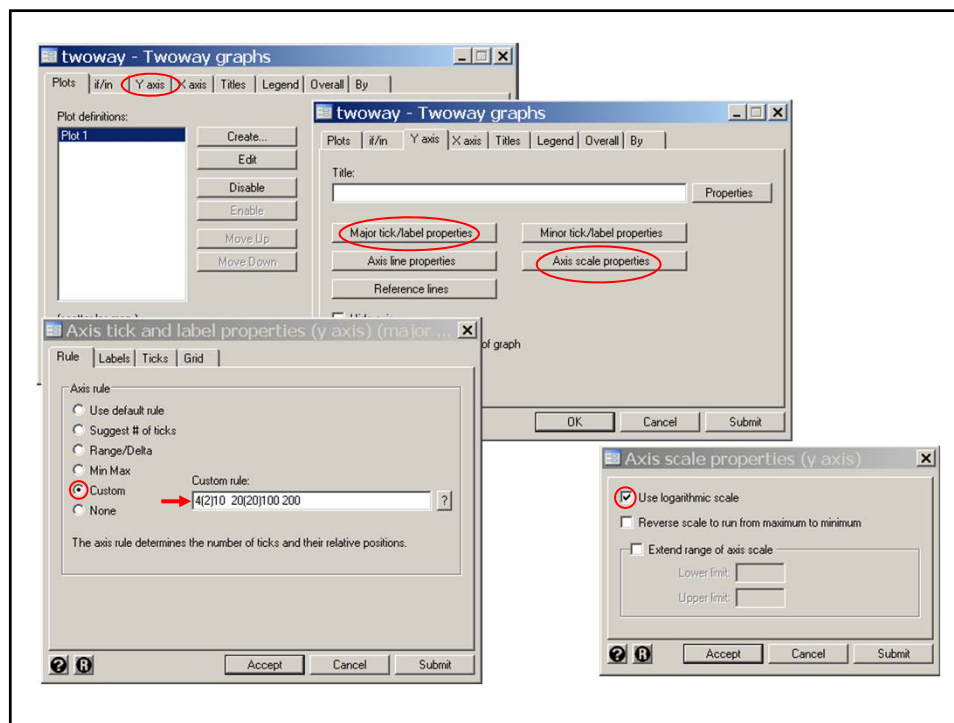 twoway - Twoway graphs
Plots if/in Y axis X axis Titles Legend Overall By
Plot definitions:
Plot 1
Create...
Edit
Disable
Enable
Move Up
Move Down
twoway - Twoway graphs
Plots if/in Y axis X axis Titles Legend Overall By
Title:
Properties
Major tick/label properties Minor tick/label properties
Axis line properties Axis scale properties
Reference lines
of graph
OK Cancel Submit
Axis tick and label properties (y axis) (major ...
Rule Labels Ticks Grid
Axis rule
Use default rule
Suggest # of ticks
Range/Delta
Min Max
Custom
None
Custom rule:
4(2)10 20(20)100 200
?
The axis rule determines the number of ticks and their relative positions.
? R Accept Cancel Submit
Axis scale properties (y axis)
Use logarithmic scale
Reverse scale to run from maximum to minimum
Extend range of axis scale
Lower limit:
Upper limit:
? R Accept Cancel Submit